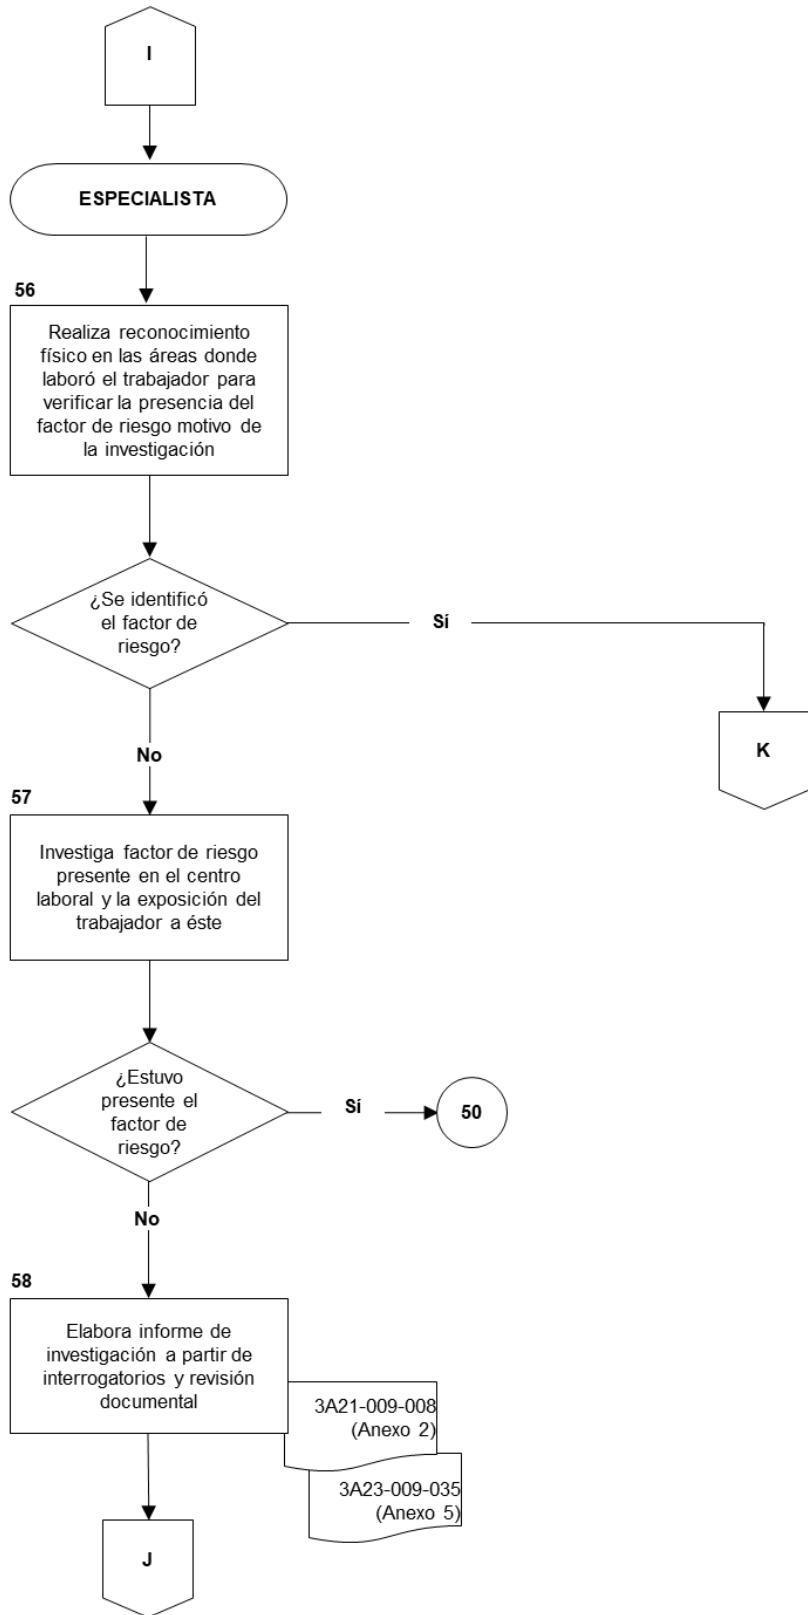 I
ESPECIALISTA
56
Realiza reconocimiento
físico en las áreas donde
laboró el trabajador para
verificar la presencia del
factor de riesgo motivo de
la investigación
¿Se identificó
el factor de
riesgo?
Sí
K
No
57
Investiga factor de riesgo
presente en el centro
laboral y la exposición del
trabajador a éste
¿Estuvo
presente el
factor de
riesgo?
Sí
50
No
58
Elabora informe de
investigación a partir de
interrogatorios y revisión
documental
3A21-009-008
(Anexo 2)
3A23-009-035
(Anexo 5)
J